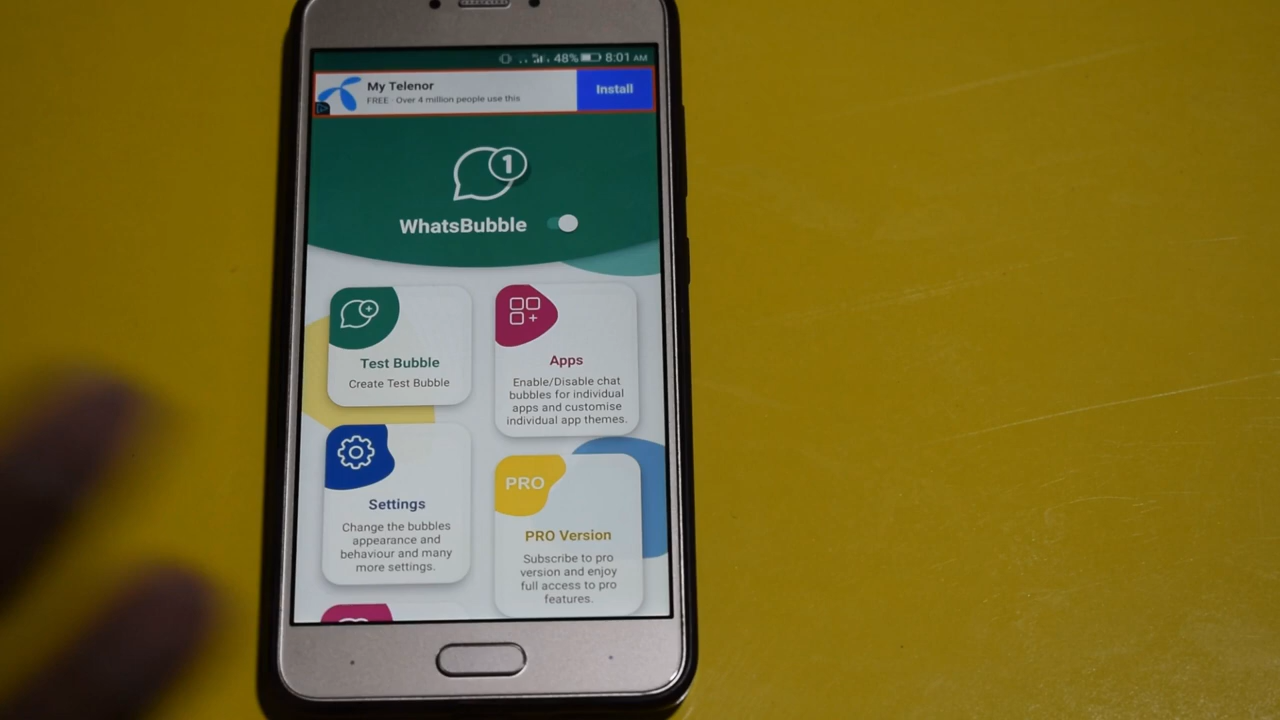 48% 8:01 AM
My Telenor
FREE · Over 4 million people use this
Install
1
WhatsBubble
Test Bubble
Create Test Bubble
Apps
Enable/Disable chat
bubbles for individual
apps and customise
individual app themes.
Settings
Change the bubbles
appearance and
behaviour and many
more settings.
PRO
PRO Version
Subscribe to pro
version and enjoy
full access to pro
features.